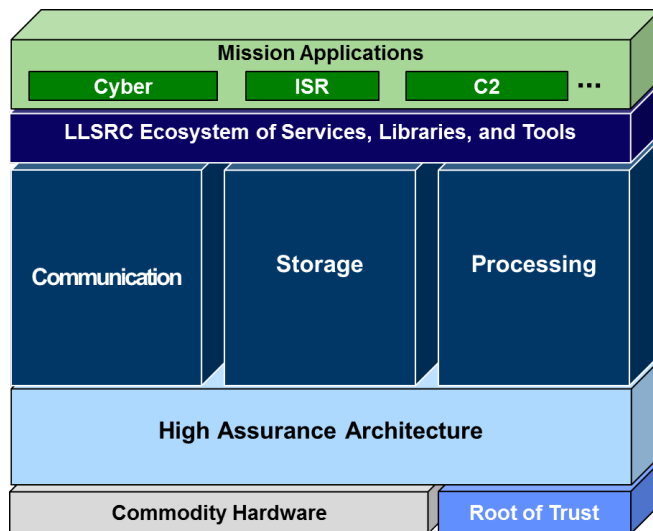 Mission Applications
Cyber
ISR
C2
...
LLSRC Ecosystem of Services, Libraries, and Tools
Communication
Storage
Processing
High Assurance Architecture
Commodity Hardware
Root of Trust